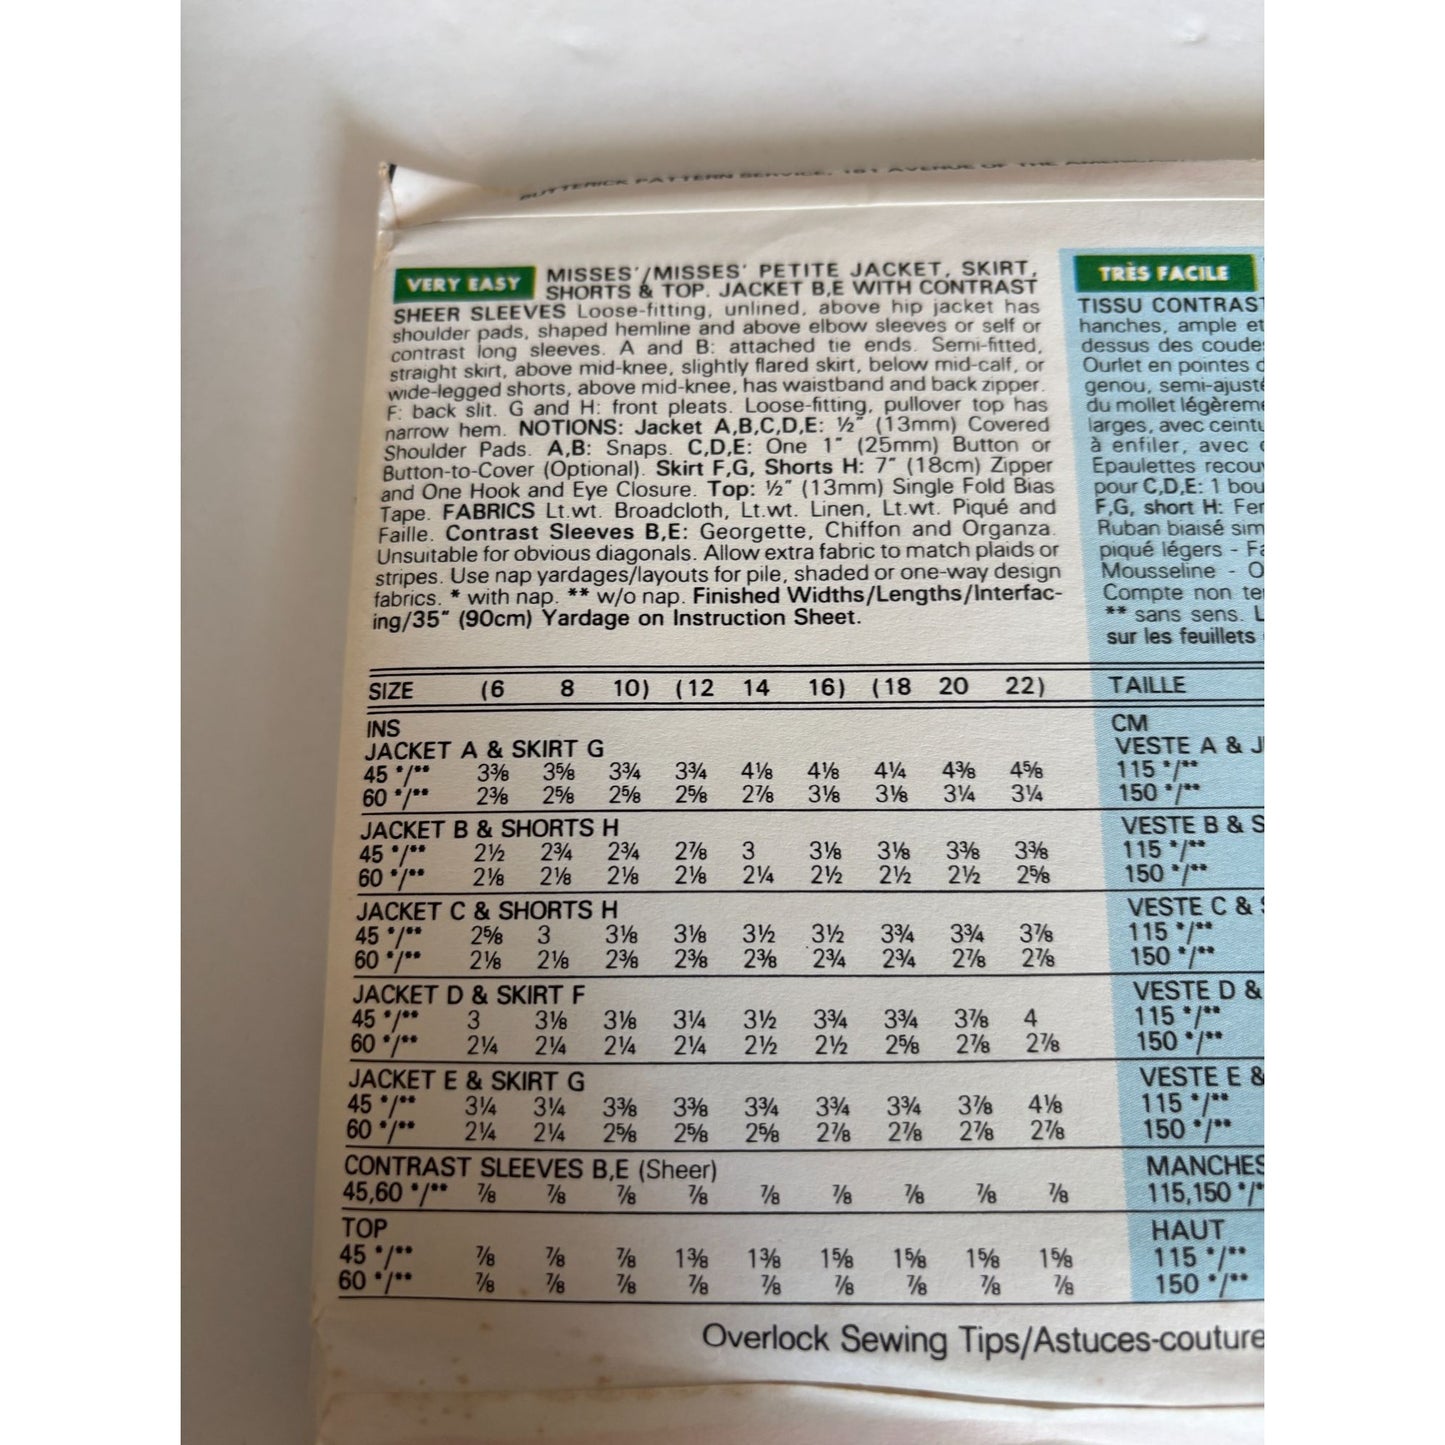 BUTTERICK PATTERN SERVICE, 161 AVENUE OF THE AMERICAS
VERY EASY
MISSES'/MISSES' PETITE JACKET, SKIRT,
SHORTS & TOP. JACKET B,E WITH CONTRAST
SHEER SLEEVES Loose-fitting, unlined, above hip jacket has
shoulder pads, shaped hemline and above elbow sleeves or self or
contrast long sleeves. A and B: attached tie ends. Semi-fitted,
straight skirt, above mid-knee, slightly flared skirt, below mid-calf, or
wide-legged shorts, above mid-knee, has waistband and back zipper.
F: back slit. G and H: front pleats. Loose-fitting, pullover top has
narrow hem. NOTIONS: Jacket A,B,C,D,E: ½" (13mm) Covered
Shoulder Pads. A,B: Snaps. C,D,E: One 1" (25mm) Button or
Button-to-Cover (Optional). Skirt F,G, Shorts H: 7" (18cm) Zipper
and One Hook and Eye Closure. Top: ½" (13mm) Single Fold Bias
Tape. FABRICS Lt.wt. Broadcloth, Lt.wt. Linen, Lt.wt. Piqué and
Faille. Contrast Sleeves B,E: Georgette, Chiffon and Organza.
Unsuitable for obvious diagonals. Allow extra fabric to match plaids or
stripes. Use nap yardages/layouts for pile, shaded or one-way design
fabrics. * with nap. ** w/o nap. Finished Widths/Lengths/Interfac-
ing/35" (90cm) Yardage on Instruction Sheet.
SIZE (6 8 10) (12 14 16) (18 20 22)
INS
JACKET A & SKIRT G
45 */** 3⅜ 3⅝ 3¾ 3¾ 4⅛ 4⅛ 4¼ 4⅜ 4⅝
60 */** 2⅜ 2⅝ 2⅝ 2⅝ 2⅞ 3⅛ 3⅛ 3¼ 3¼
JACKET B & SHORTS H
45 */** 2½ 2¾ 2¾ 2⅞ 3 3⅛ 3⅛ 3⅜ 3⅜
60 */** 2⅛ 2⅛ 2⅛ 2⅛ 2¼ 2½ 2½ 2½ 2⅝
JACKET C & SHORTS H
45 */** 2⅝ 3 3⅛ 3⅛ 3½ 3½ 3¾ 3¾ 3⅞
60 */** 2⅛ 2⅛ 2⅜ 2⅜ 2⅜ 2¾ 2¾ 2⅞ 2⅞
JACKET D & SKIRT F
45 */** 3 3⅛ 3⅛ 3¼ 3½ 3¾ 3¾ 3⅞ 4
60 */** 2¼ 2¼ 2¼ 2¼ 2½ 2½ 2⅝ 2⅞ 2⅞
JACKET E & SKIRT G
45 */** 3¼ 3¼ 3⅜ 3⅜ 3¾ 3¾ 3¾ 3⅞ 4⅛
60 */** 2¼ 2¼ 2⅝ 2⅝ 2⅝ 2⅞ 2⅞ 2⅞ 2⅞
CONTRAST SLEEVES B,E (Sheer)
45,60 */** ⅞ ⅞ ⅞ ⅞ ⅞ ⅞ ⅞ ⅞ ⅞
TOP
45 */** ⅞ ⅞ ⅞ 1⅜ 1⅜ 1⅝ 1⅝ 1⅝ 1⅝
60 */** ⅞ ⅞ ⅞ ⅞ ⅞ ⅞ ⅞ ⅞ ⅞
TRÈS FACILE
TISSU CONTRAST
hanches, ample et
dessus des coude
Ourlet en pointes
genou, semi-ajusté
du mollet légèrem
larges, avec ceintu
à enfiler, avec
Epaulettes recou
pour C,D,E: 1 bou
F,G, short H: Fer
Ruban biaisé sim
piqué légers - Fa
Mousseline - O
Compte non te
** sans sens. L
sur les feuillets
TAILLE
CM
VESTE A & J
115 */**
150 */**
VESTE B & S
115 */**
150 */**
VESTE C &
115 */**
150 */**
VESTE D &
115 */**
150 */**
VESTE E &
115 */**
150 */**
MANCHES
115,150 */*
HAUT
115 */**
150 */**
Overlock Sewing Tips/Astuces-couture